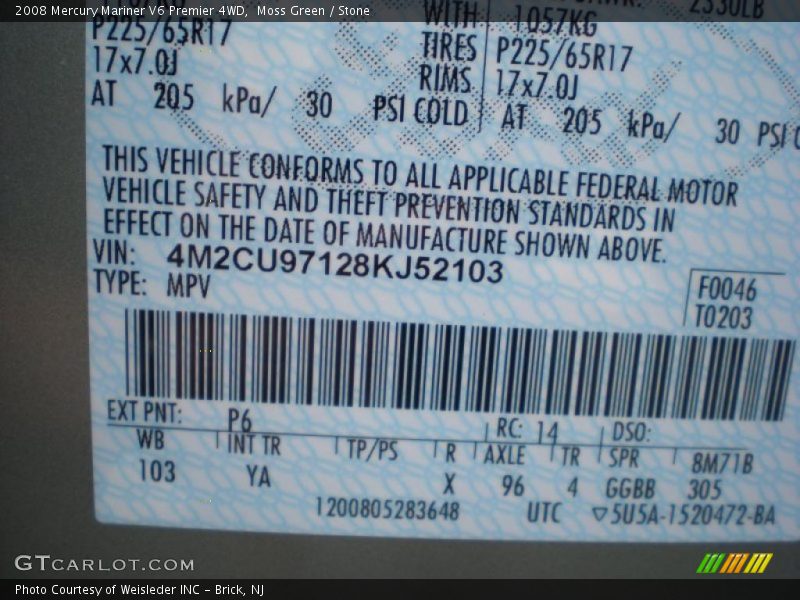 2008 Mercury Mariner V6 Premier 4WD,  Moss Green / Stone
WITH 1057KG 2330LB
P225/65R17 TIRES P225/65R17
17x7.0J RIMS 17x7.0J
AT 205 kPa/ 30 PSI COLD AT 205 kPa/ 30 PSI C
THIS VEHICLE CONFORMS TO ALL APPLICABLE FEDERAL MOTOR
VEHICLE SAFETY AND THEFT PREVENTION STANDARDS IN
EFFECT ON THE DATE OF MANUFACTURE SHOWN ABOVE.
VIN: 4M2CU97128KJ52103
TYPE: MPV
F0046
T0203
EXT PNT: P6 RC: 14 DSO:
WB INT TR TP/PS R AXLE TR SPR 8M71B
103 YA X 96 4 GGBB 305
1200805283648 UTC ▽5U5A-1520472-BA
GTCARLOT.COM
Photo Courtesy of Weisleder INC – Brick, NJ